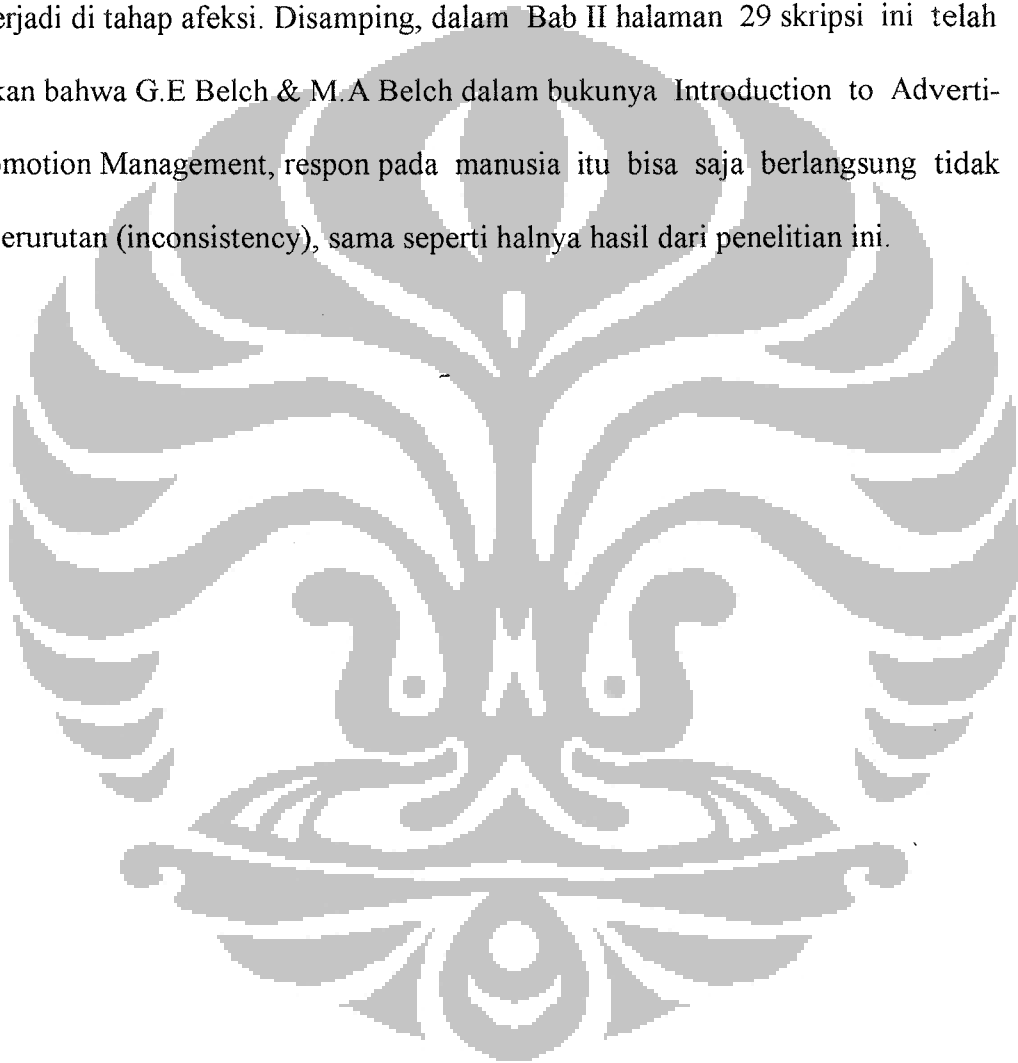 erjadi di tahap afeksi. Disamping, dalam Bab II halaman 29 skripsi ini telah
kan bahwa G.E Belch & M.A Belch dalam bukunya Introduction to Adverti-
omotion Management, respon pada manusia itu bisa saja berlangsung tidak
erurutan (inconsistency), sama seperti halnya hasil dari penelitian ini.